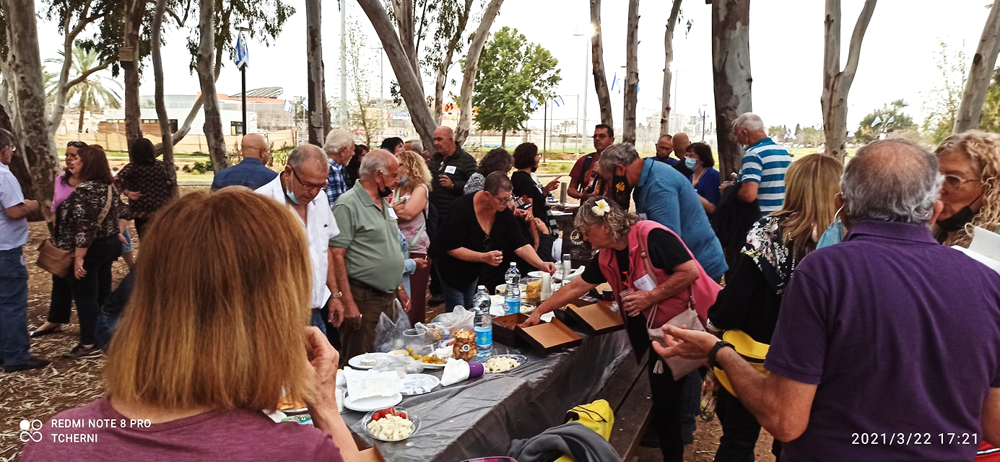 REDMI NOTE 8 PRO
TCHERNI
2021/3/22 17:21